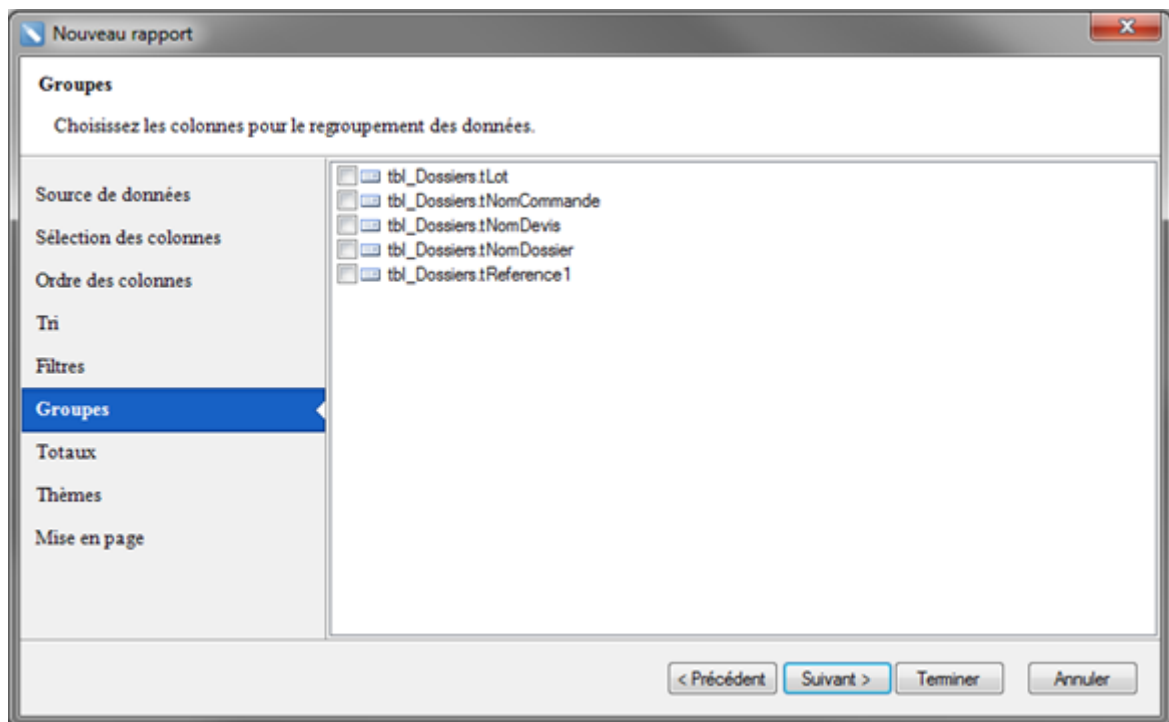 Nouveau rapport
Groupes
Choisissez les colonnes pour le regroupement des données.
Source de données
Sélection des colonnes
Ordre des colonnes
Tri
Filtres
Groupes
Totaux
Thèmes
Mise en page
tbl_Dossiers.tLot
tbl_Dossiers.tNomCommande
tbl_Dossiers.tNomDevis
tbl_Dossiers.tNomDossier
tbl_Dossiers.tReference1
< Précédent
Suivant >
Terminer
Annuler